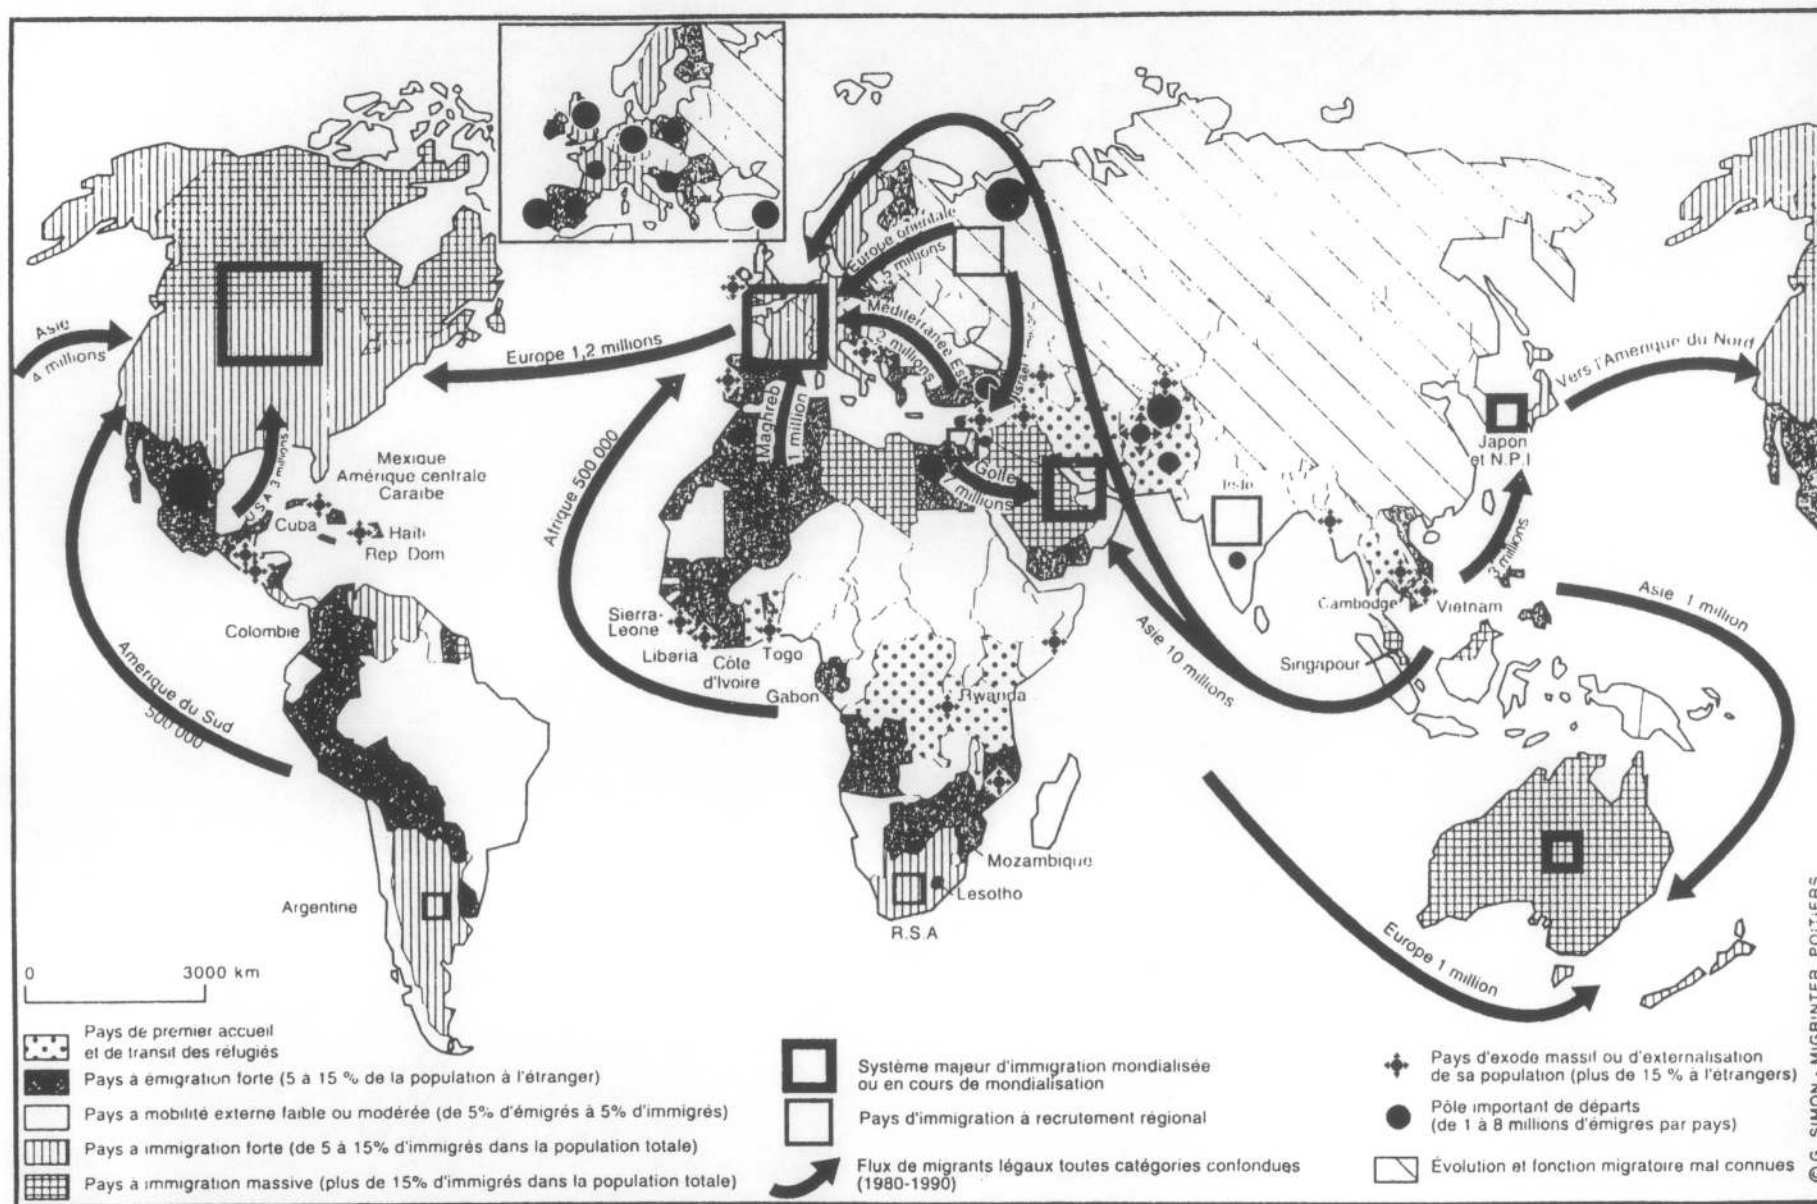 Asie
4 millions
Europe 1,2 millions
U.S.A 3 millions
Mexique
Amérique centrale
Caraïbe
Cuba
Haïti
Rep Dom
Colombie
Amérique du Sud
500 000
Argentine
Afrique 500 000
Europe orientale
millions
Méditerranée Est
2 millions
Israel
Maghreb
1 million
Golfe
7 millions
Inde
Sierra-
Leone
Libéria
Côte
d'Ivoire
Togo
Gabon
Rwanda
Mozambique
Lesotho
R.S.A
Asie 10 millions
Japon
et N.P.I
Vers l'Amérique du Nord
3 millions
Cambodge
Vietnam
Singapour
Asie 1 million
Europe 1 million
0 3000 km
Pays de premier accueil
et de transit des réfugiés
Pays à émigration forte (5 à 15 % de la population à l'étranger)
Pays a mobilité externe faible ou modérée (de 5% d'émigrés à 5% d'immigrés)
Pays a immigration forte (de 5 à 15% d'immigrés dans la population totale)
Pays à immigration massive (plus de 15% d'immigrés dans la population totale)
Système majeur d'immigration mondialisée
ou en cours de mondialisation
Pays d'immigration à recrutement régional
Flux de migrants légaux toutes catégories confondues
(1980-1990)
Pays d'exode massif ou d'externalisation
de sa population (plus de 15 % à l'étrangers)
Pôle important de départs
(de 1 à 8 millions d'émigres par pays)
Évolution et fonction migratoire mal connues
G. SIMON - MIGRINTER POITIERS